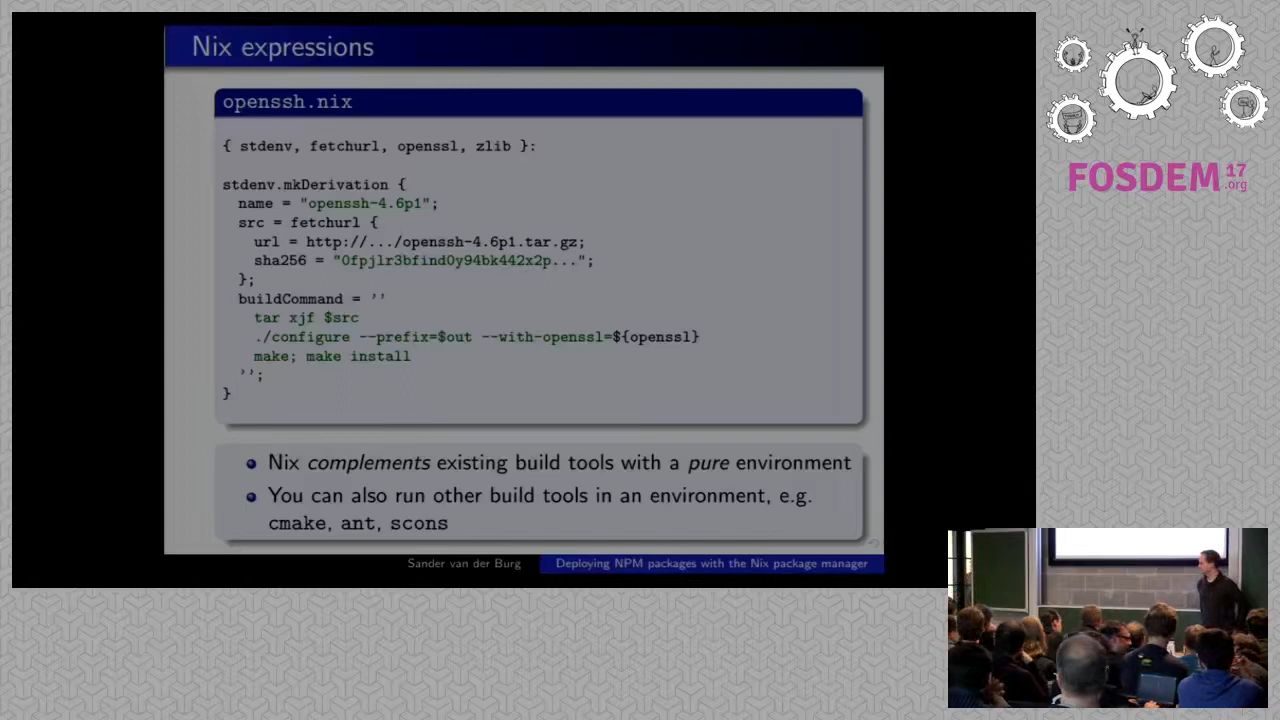 Nix expressions
openssh.nix
{ stdenv, fetchurl, openssl, zlib }:
stdenv.mkDerivation {
name = "openssh-4.6p1";
src = fetchurl {
url = http://.../openssh-4.6p1.tar.gz;
sha256 = "0fpjlr3bfind0y94bk442x2p...";
};
buildCommand = ''
tar xjf $src
./configure --prefix=$out --with-openssl=${openssl}
make; make install
'';
}
Nix complements existing build tools with a pure environment
You can also run other build tools in an environment, e.g.
cmake, ant, scons
Sander van der Burg
Deploying NPM packages with the Nix package manager
FOSDEM 17
.org